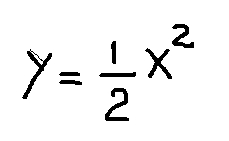 y = 1/2 x²